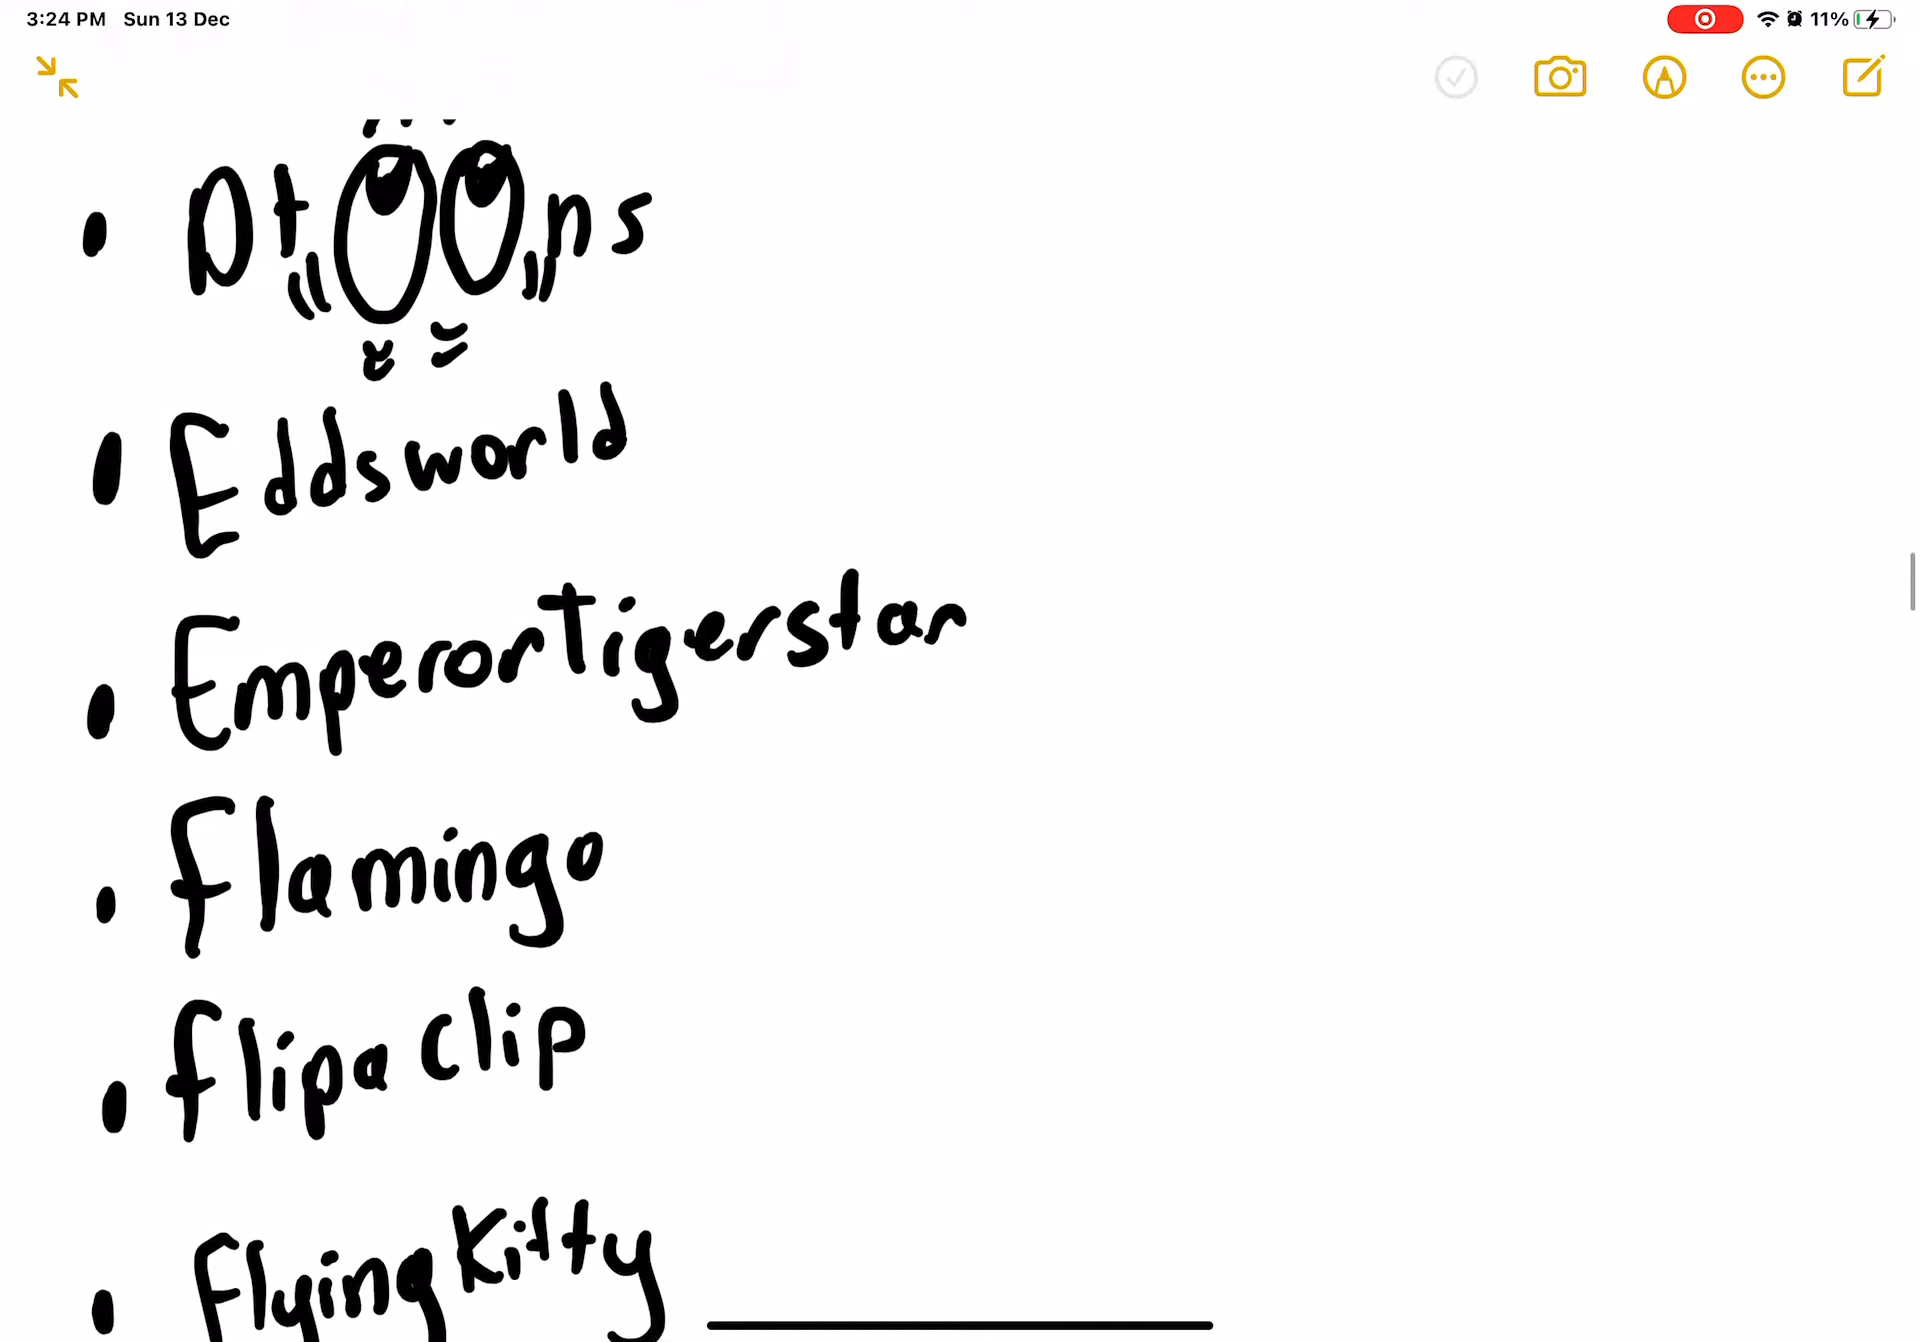 3:24 PM Sun 13 Dec 11%
• Dtoons
• Eddsworld
• EmperorTigerstar
• flamingo
• flipaclip
• FlyingKitty